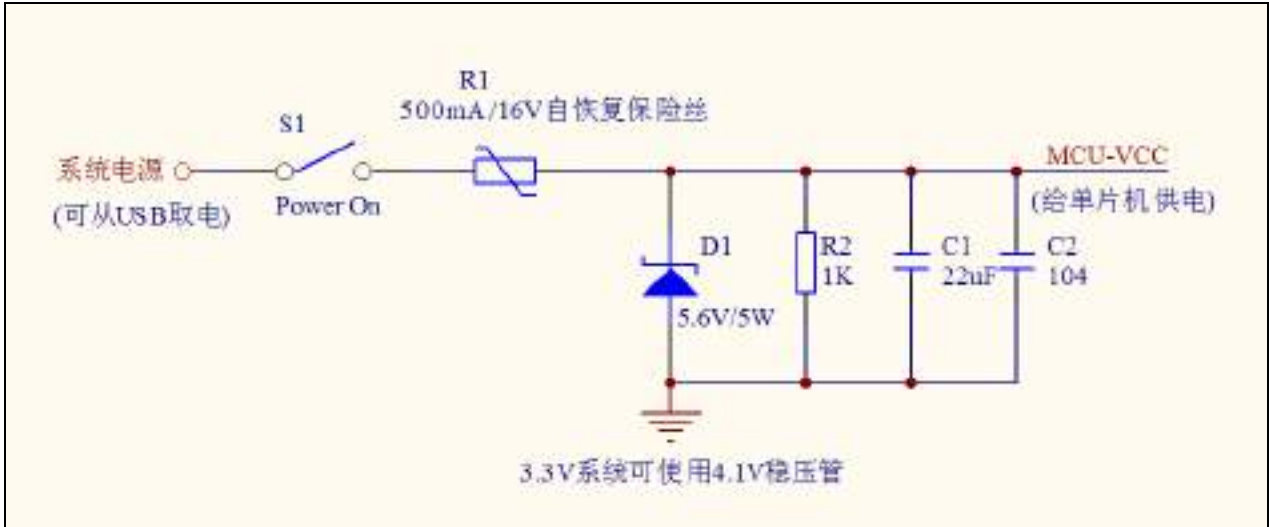 R1
500mA/16V自恢复保险丝
S1
系统电源
MCU-VCC
(可从USB取电)
Power On
(给单片机供电)
D1
R2
C1
C2
1K
22uF
104
5.6V/5W
3.3V系统可使用4.1V稳压管